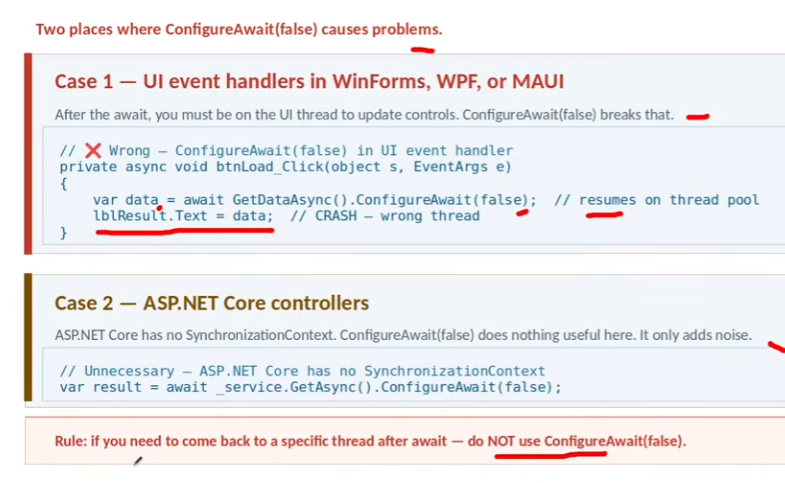 Two places where ConfigureAwait(false) causes problems.
Case 1 — UI event handlers in WinForms, WPF, or MAUI
After the await, you must be on the UI thread to update controls. ConfigureAwait(false) breaks that.
// ❌ Wrong — ConfigureAwait(false) in UI event handler
private async void btnLoad_Click(object s, EventArgs e)
{
    var data = await GetDataAsync().ConfigureAwait(false);  // resumes on thread pool
    lblResult.Text = data;  // CRASH — wrong thread
}
Case 2 — ASP.NET Core controllers
ASP.NET Core has no SynchronizationContext. ConfigureAwait(false) does nothing useful here. It only adds noise.
// Unnecessary — ASP.NET Core has no SynchronizationContext
var result = await _service.GetAsync().ConfigureAwait(false);
Rule: if you need to come back to a specific thread after await — do NOT use ConfigureAwait(false).